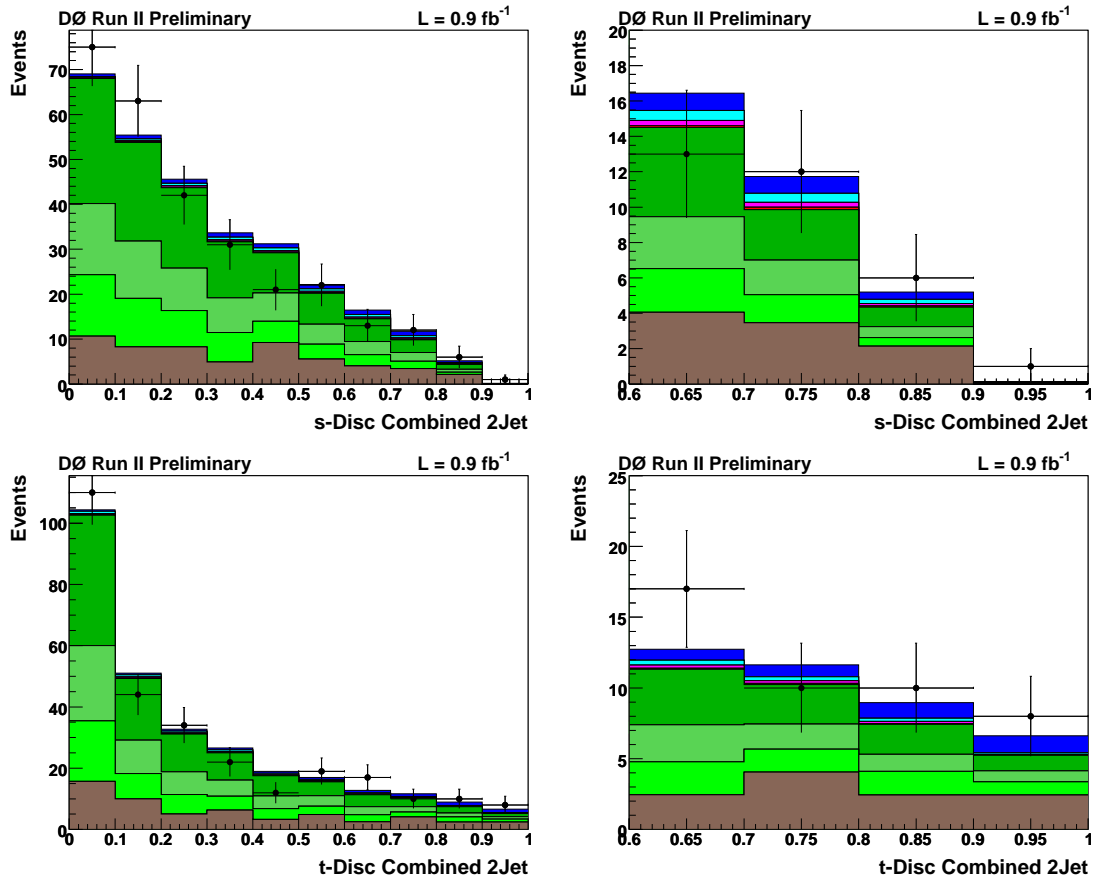 DØ Run II Preliminary L = 0.9 fb⁻¹
Events
70
60
50
40
30
20
10
0
0 0.1 0.2 0.3 0.4 0.5 0.6 0.7 0.8 0.9 1
s-Disc Combined 2Jet
DØ Run II Preliminary L = 0.9 fb⁻¹
Events
20
18
16
14
12
10
8
6
4
2
0
0.6 0.65 0.7 0.75 0.8 0.85 0.9 0.95 1
s-Disc Combined 2Jet
DØ Run II Preliminary L = 0.9 fb⁻¹
Events
100
80
60
40
20
0
0 0.1 0.2 0.3 0.4 0.5 0.6 0.7 0.8 0.9 1
t-Disc Combined 2Jet
DØ Run II Preliminary L = 0.9 fb⁻¹
Events
25
20
15
10
5
0
0.6 0.65 0.7 0.75 0.8 0.85 0.9 0.95 1
t-Disc Combined 2Jet